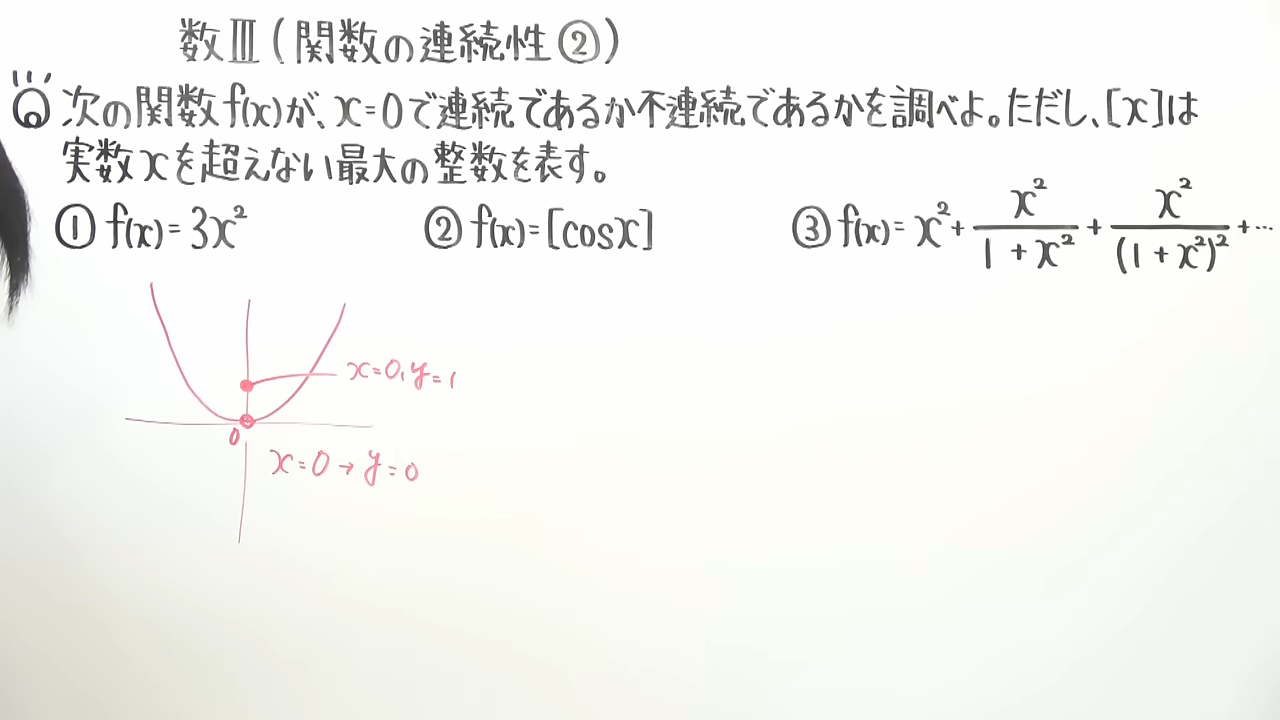 数Ⅲ(関数の連続性②)
Q 次の関数f(x)が、x=0で連続であるか不連続であるかを調べよ。ただし、[x]は
実数xを超えない最大の整数を表す。
① f(x)=3x² ② f(x)=[cosx] ③ f(x)=x²+x²/(1+x²)+x²/(1+x²)²+…
x=0,y=1
0
x=0→y=0